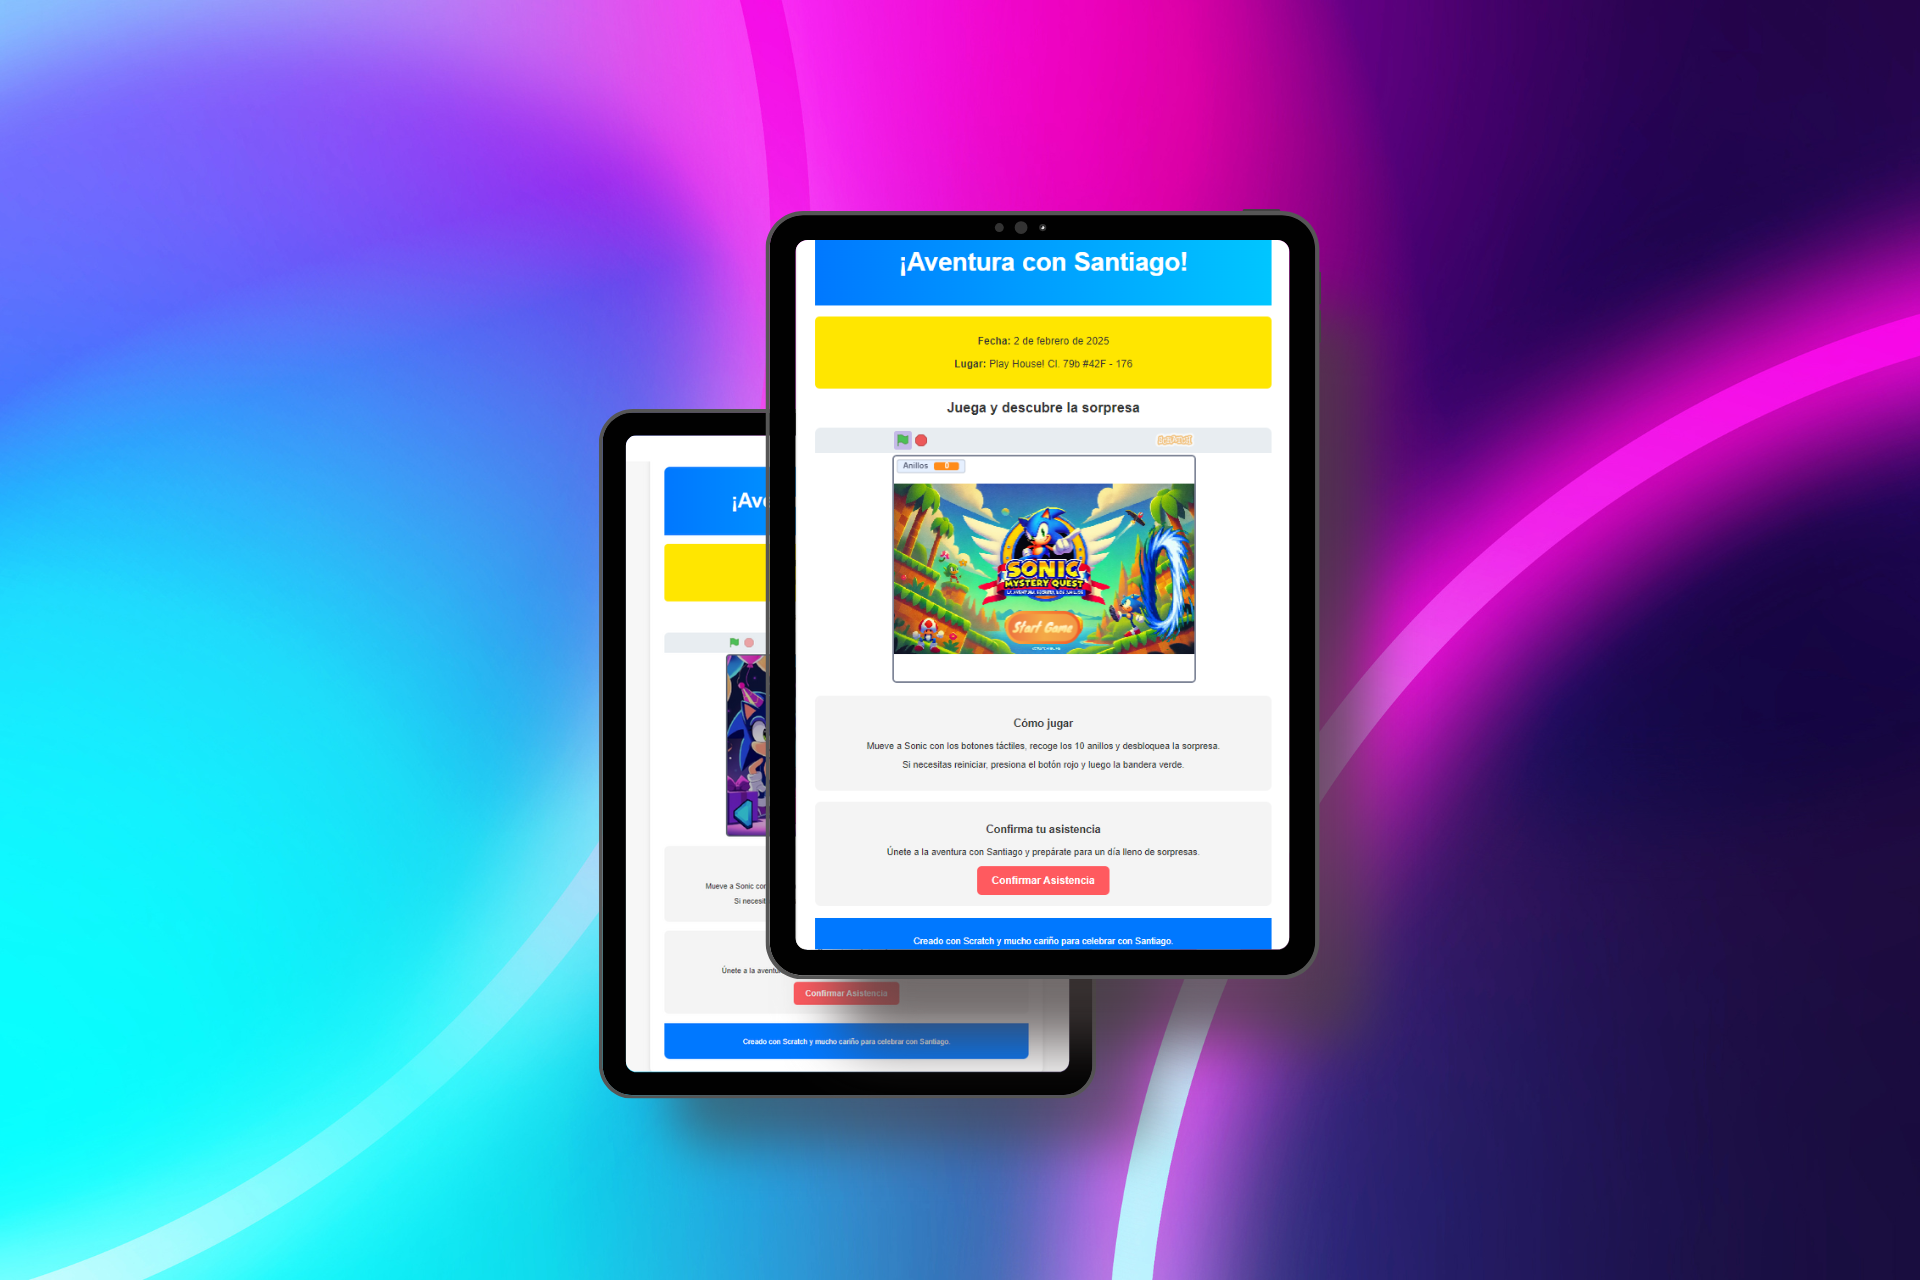 ¡Aventura con Santiago!
Fecha: 2 de febrero de 2025
Lugar: Play House! Cl. 79b #42F - 176
Juega y descubre la sorpresa
Anillos 0
SONIC
MYSTERY QUEST
Start Game
Cómo jugar
Mueve a Sonic con los botones táctiles, recoge los 10 anillos y desbloquea la sorpresa.
Si necesitas reiniciar, presiona el botón rojo y luego la bandera verde.
Confirma tu asistencia
Únete a la aventura con Santiago y prepárate para un día lleno de sorpresas.
Confirmar Asistencia
Creado con Scratch y mucho cariño para celebrar con Santiago.
¡Av
Mueve a Sonic con
Si necesit
Únete a la aventu
Confirmar Asistencia
Creado con Scratch y mucho cariño para celebrar con Santiago.